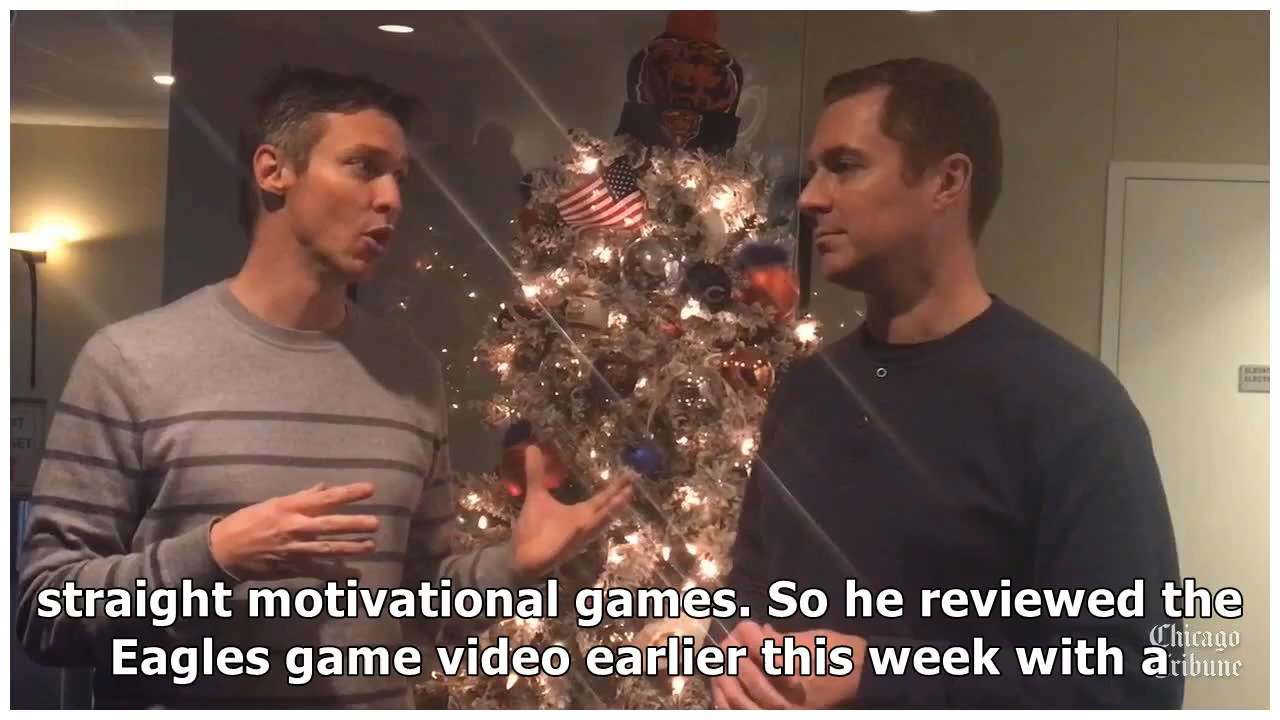 straight motivational games. So he reviewed the
Eagles game video earlier this week with a
Chicago
Tribune